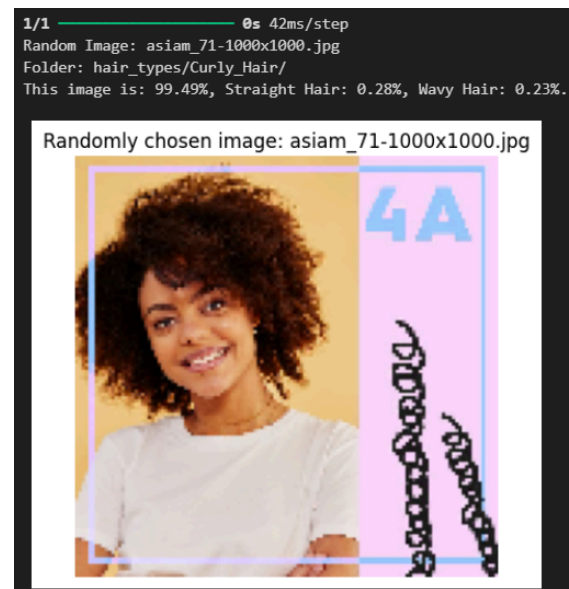 1/1 ━━━━━━━━━━━━━━━━━━━━ 0s 42ms/step
Random Image: asiam_71-1000x1000.jpg
Folder: hair_types/Curly_Hair/
This image is: 99.49%, Straight Hair: 0.28%, Wavy Hair: 0.23%.
Randomly chosen image: asiam_71-1000x1000.jpg
4A